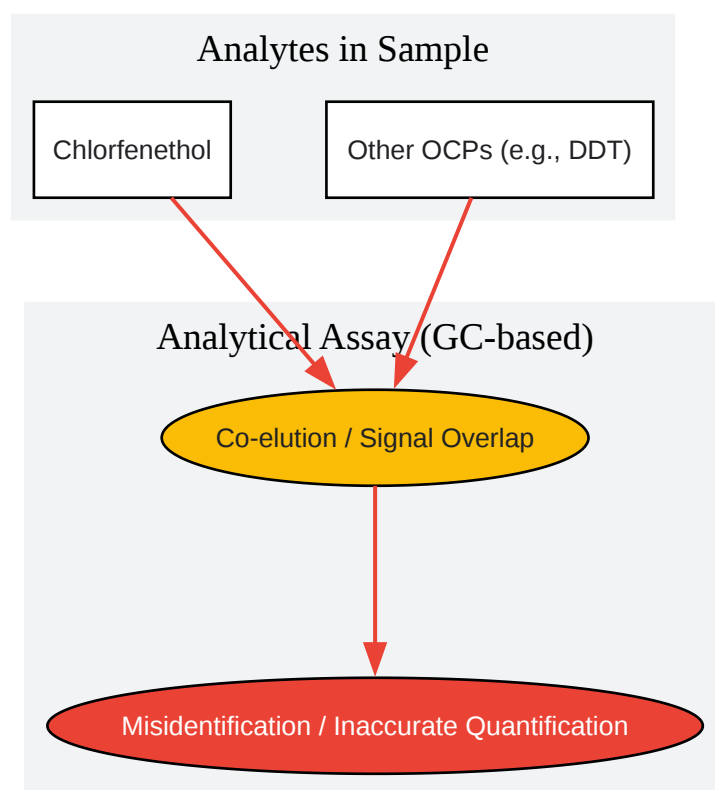 Analytes in Sample
Chlorfenethol
Other OCPs (e.g., DDT)
Analytical Assay (GC-based)
Co-elution / Signal Overlap
Misidentification / Inaccurate Quantification